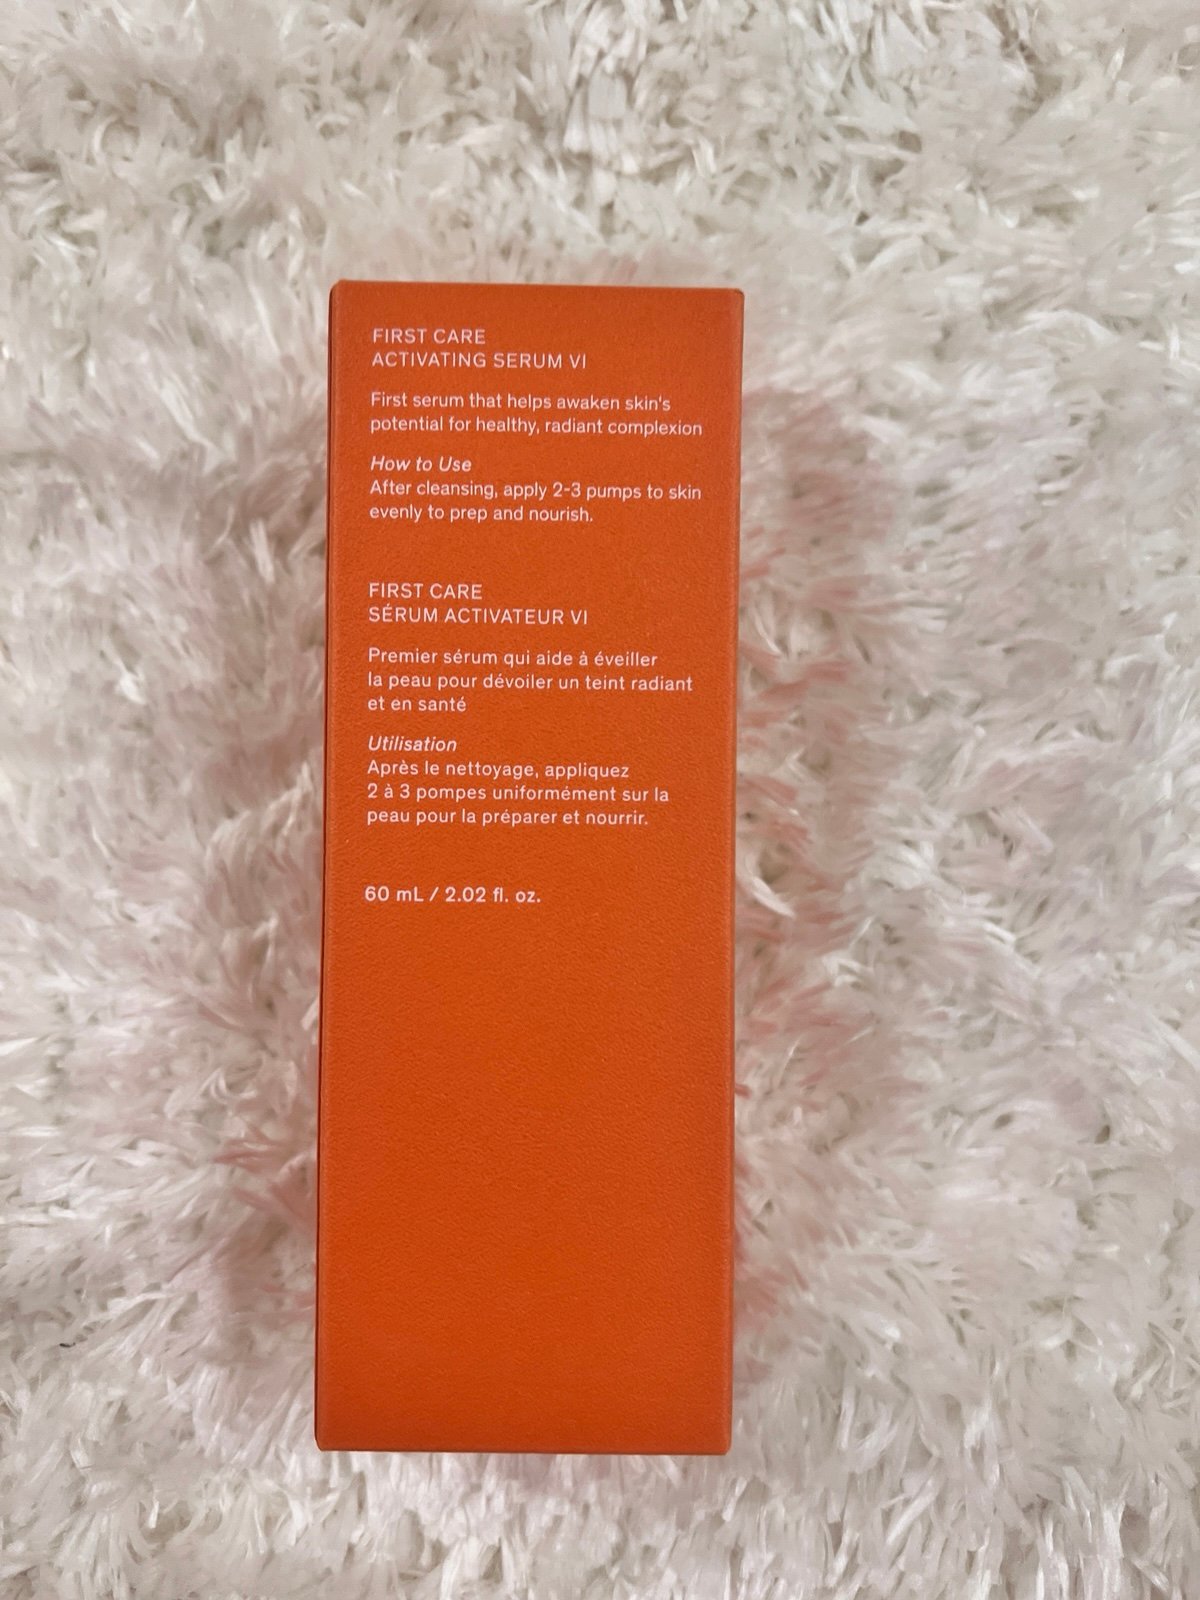 FIRST CARE
ACTIVATING SERUM VI
First serum that helps awaken skin's
potential for healthy, radiant complexion
How to Use
After cleansing, apply 2-3 pumps to skin
evenly to prep and nourish.
FIRST CARE
SÉRUM ACTIVATEUR VI
Premier sérum qui aide à éveiller
la peau pour dévoiler un teint radiant
et en santé
Utilisation
Après le nettoyage, appliquez
2 à 3 pompes uniformément sur la
peau pour la préparer et nourrir.
60 mL / 2.02 fl. oz.